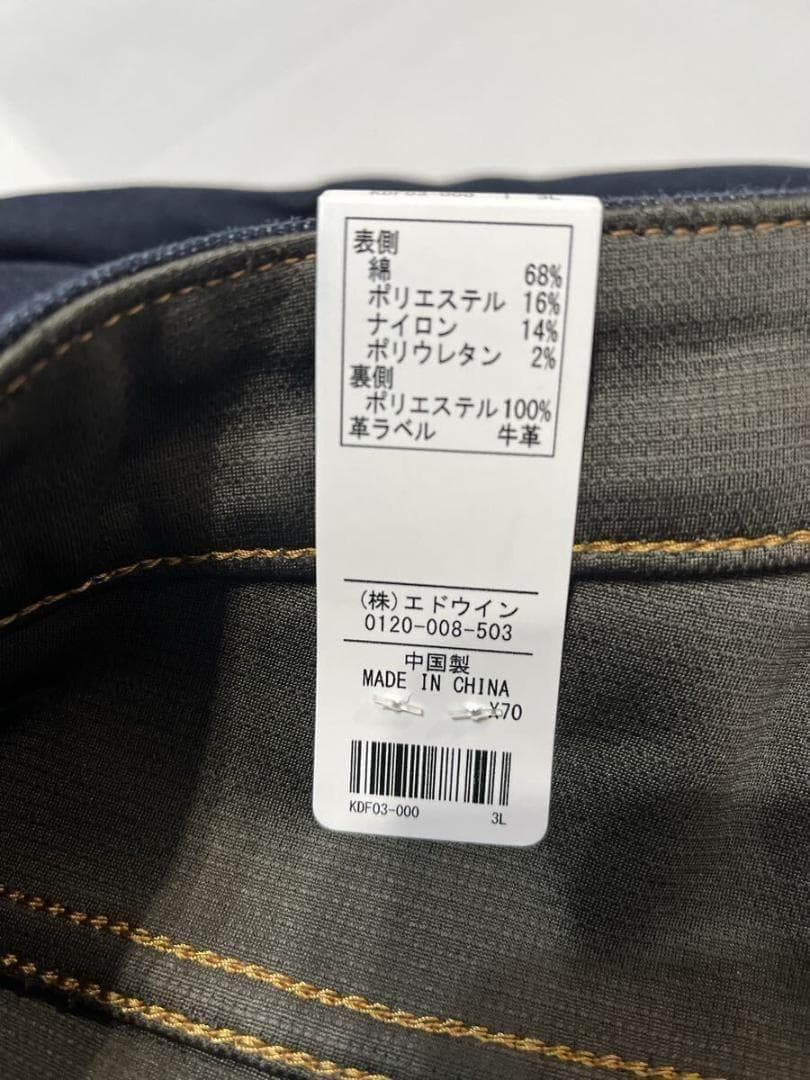 KDF03-000 3L
表側
綿 68%
ポリエステル 16%
ナイロン 14%
ポリウレタン 2%
裏側
ポリエステル 100%
革ラベル 牛革
(株)エドウイン
0120-008-503
中国製
MADE IN CHINA
X70
KDF03-000 3L